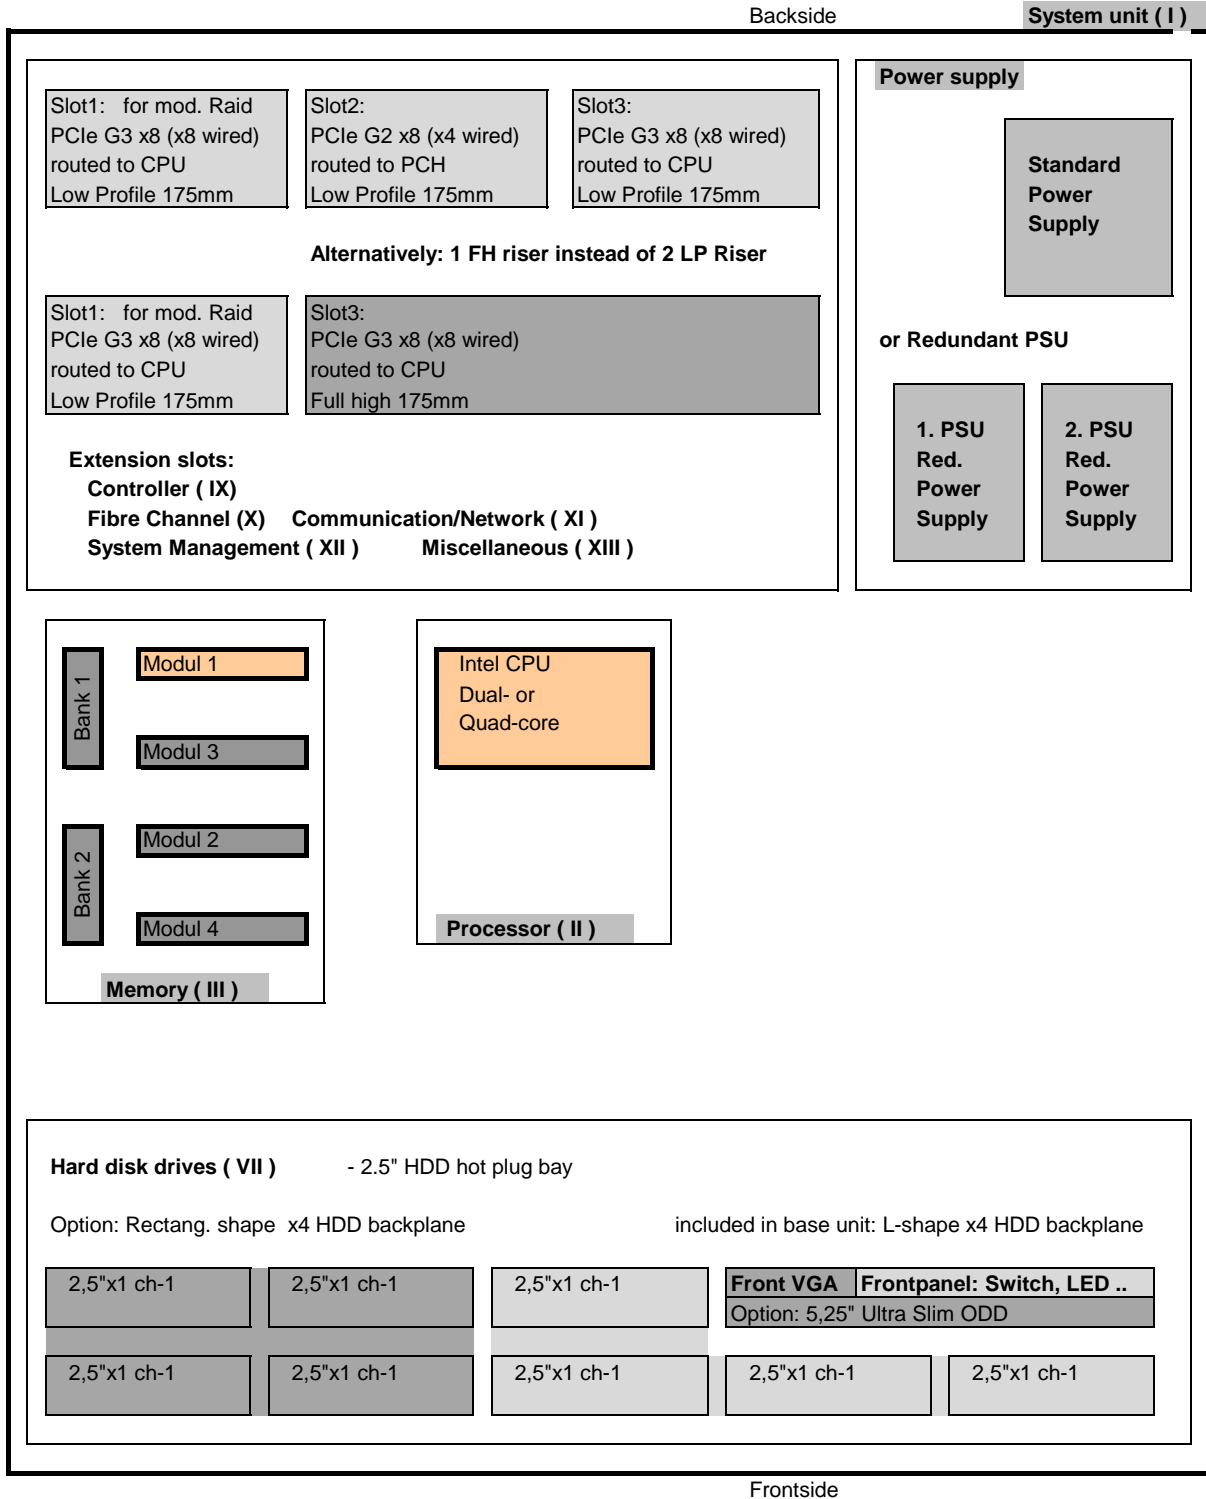 Backside
System unit ( I )
Power supply
Slot1: for mod. Raid
PCIe G3 x8 (x8 wired)
routed to CPU
Low Profile 175mm
Slot2:
PCIe G2 x8 (x4 wired)
routed to PCH
Low Profile 175mm
Slot3:
PCIe G3 x8 (x8 wired)
routed to CPU
Low Profile 175mm
Standard
Power
Supply
Alternatively: 1 FH riser instead of 2 LP Riser
Slot1: for mod. Raid
PCIe G3 x8 (x8 wired)
routed to CPU
Low Profile 175mm
Slot3:
PCIe G3 x8 (x8 wired)
routed to CPU
Full high 175mm
or Redundant PSU
1. PSU
Red.
Power
Supply
2. PSU
Red.
Power
Supply
Extension slots:
Controller ( IX)
Fibre Channel (X) Communication/Network ( XI )
System Management ( XII ) Miscellaneous ( XIII )
Bank 1
Modul 1
Modul 3
Bank 2
Modul 2
Modul 4
Memory ( III )
Intel CPU
Dual- or
Quad-core
Processor ( II )
Hard disk drives ( VII ) - 2.5" HDD hot plug bay
Option: Rectang. shape x4 HDD backplane
included in base unit: L-shape x4 HDD backplane
2,5"x1 ch-1
2,5"x1 ch-1
2,5"x1 ch-1
Front VGA
Frontpanel: Switch, LED ..
Option: 5,25" Ultra Slim ODD
2,5"x1 ch-1
2,5"x1 ch-1
2,5"x1 ch-1
2,5"x1 ch-1
2,5"x1 ch-1
Frontside